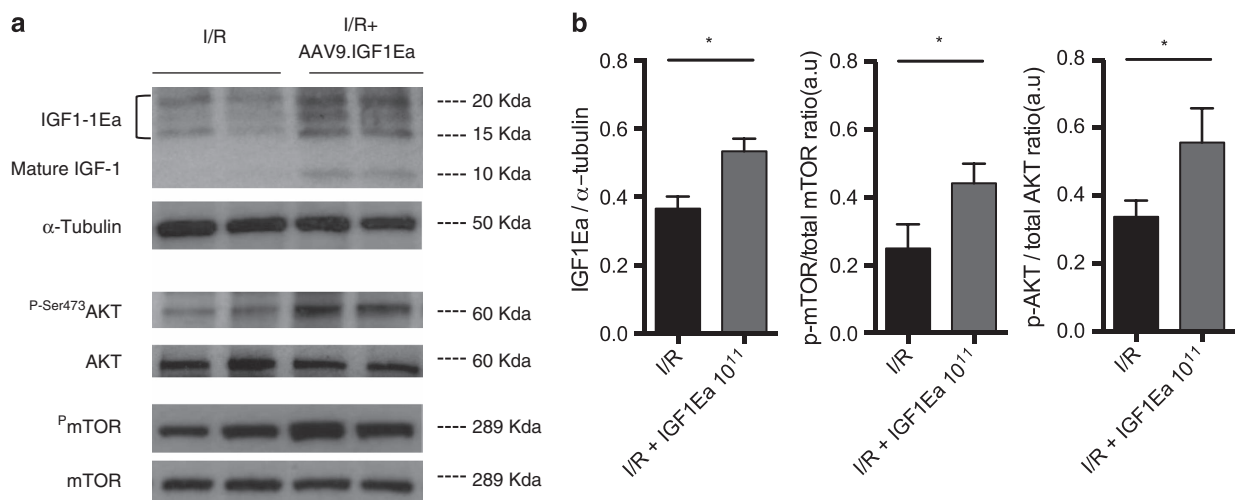 a
I/R
I/R+
AAV9.IGF1Ea
IGF1-1Ea
Mature IGF-1
α-Tubulin
P-Ser473AKT
AKT
PmTOR
mTOR
---- 20 Kda
---- 15 Kda
---- 10 Kda
---- 50 Kda
---- 60 Kda
---- 60 Kda
---- 289 Kda
---- 289 Kda
b
*
IGF1Ea / α−tubulin
0.8
0.6
0.4
0.2
0.0
I/R
I/R + IGF1Ea 10¹¹
*
p-mTOR/total mTOR ratio(a.u)
0.8
0.6
0.4
0.2
0.0
I/R
I/R + IGF1Ea 10¹¹
*
p-AKT / total AKT ratio(a.u)
0.8
0.6
0.4
0.2
0.0
I/R
I/R + IGF1Ea 10¹¹